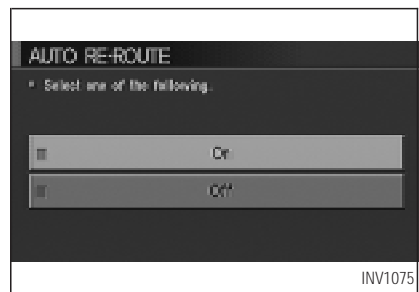 AUTO RE-ROUTE
Select one of the following.
On
Off
INV1075